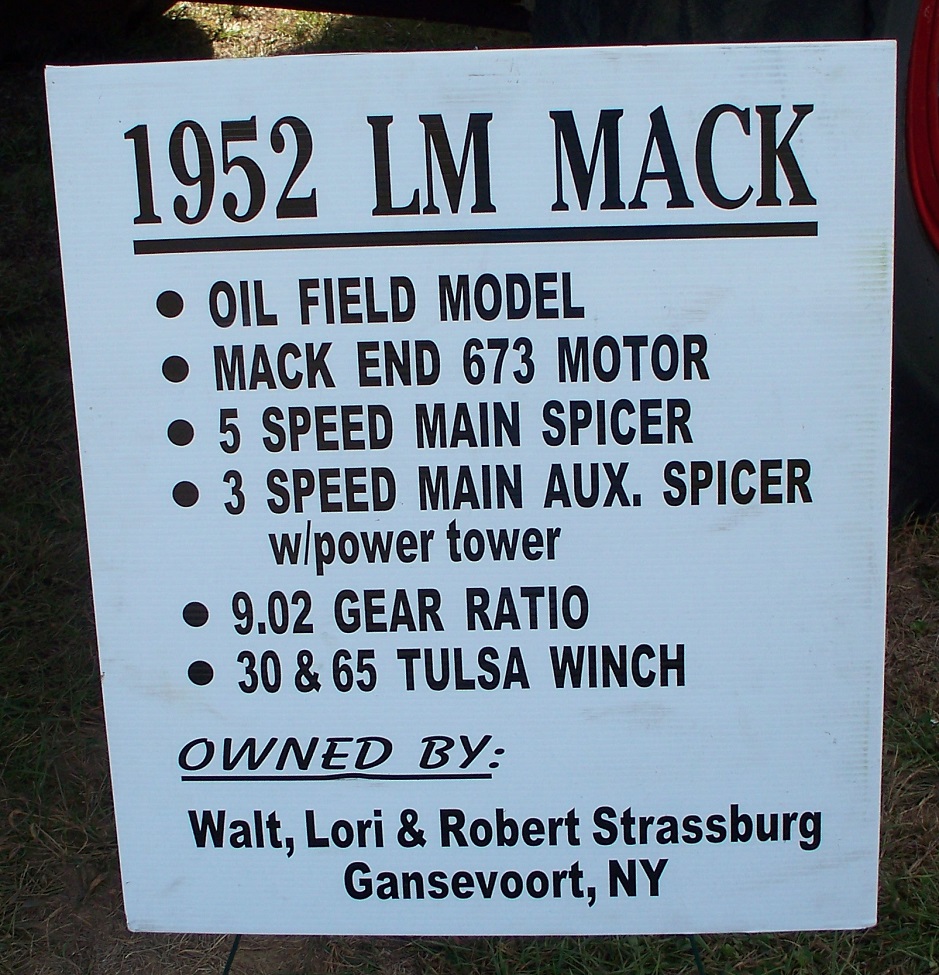 1952 LM MACK
• OIL FIELD MODEL
• MACK END 673 MOTOR
• 5 SPEED MAIN SPICER
• 3 SPEED MAIN AUX. SPICER
w/power tower
• 9.02 GEAR RATIO
• 30 & 65 TULSA WINCH
OWNED BY:
Walt, Lori & Robert Strassburg
Gansevoort, NY